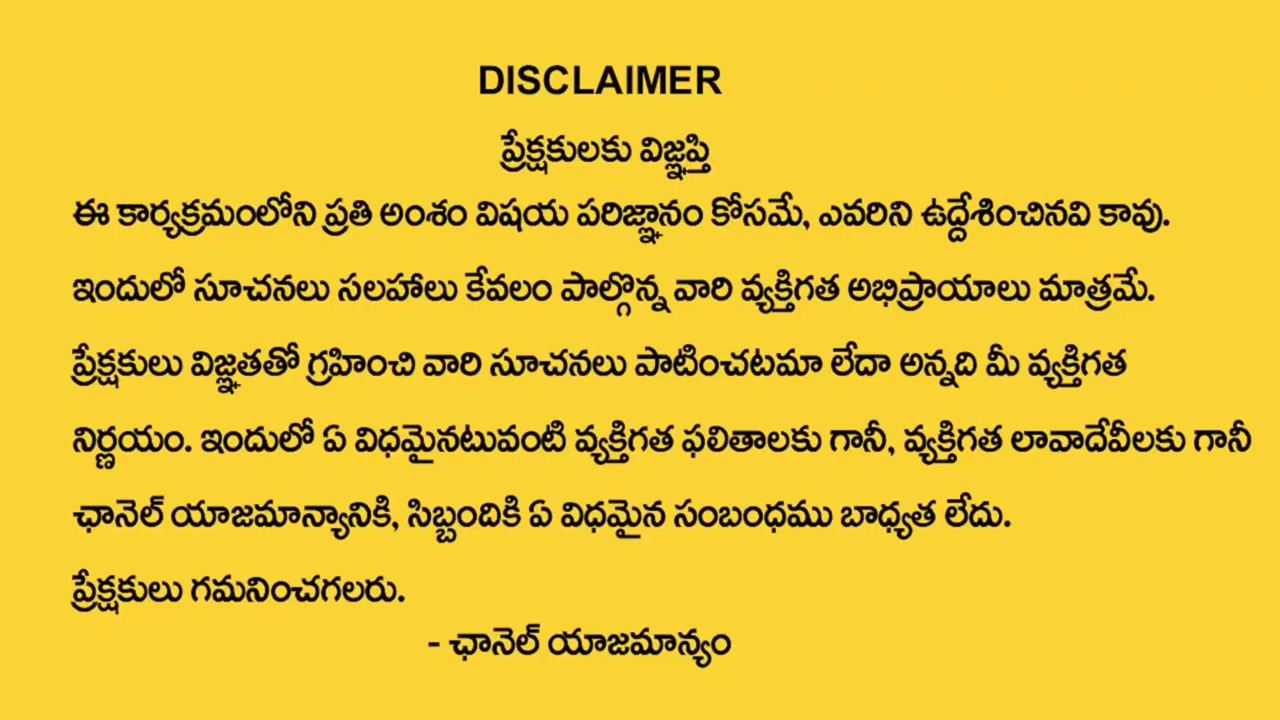 DISCLAIMER
ప్రేక్షకులకు విజ్ఞప్తి
ఈ కార్యక్రమంలోని ప్రతి అంశం విషయ పరిజ్ఞానం కోసమే, ఎవరిని ఉద్దేశించినవి కావు.
ఇందులో సూచనలు సలహాలు కేవలం పాల్గొన్న వారి వ్యక్తిగత అభిప్రాయాలు మాత్రమే.
ప్రేక్షకులు విజ్ఞతతో గ్రహించి వారి సూచనలు పాటించటమా లేదా అన్నది మీ వ్యక్తిగత
నిర్ణయం. ఇందులో ఏ విధమైనటువంటి వ్యక్తిగత ఫలితాలకు గానీ, వ్యక్తిగత లావాదేవీలకు గానీ
ఛానెల్ యాజమాన్యానికి, సిబ్బందికి ఏ విధమైన సంబంధము బాధ్యత లేదు.
ప్రేక్షకులు గమనించగలరు.
- ఛానెల్ యాజమాన్యం